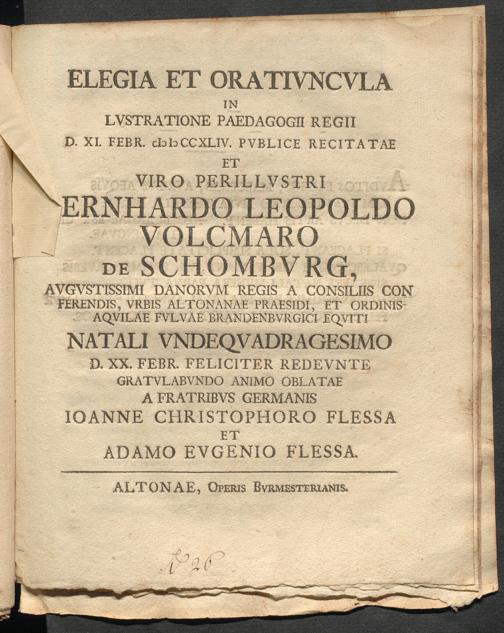 ELEGIA ET ORATIVNCVLA
IN
LVSTRATIONE PAEDAGOGII REGII
D. XI. FEBR. cIɔIɔCCXLIV. PVBLICE RECITATAE
ET
VIRO PERILLVSTRI
ERNHARDO LEOPOLDO
VOLCMARO
DE SCHOMBVRG,
AVGVSTISSIMI DANORVM REGIS A CONSILIIS CON
FERENDIS, VRBIS ALTONANAE PRAESIDI, ET ORDINIS
AQVILAE FVLVAE BRANDENBVRGICI EQVITI
NATALI VNDEQVADRAGESIMO
D. XX. FEBR. FELICITER REDEVNTE
GRATVLABVNDO ANIMO OBLATAE
A FRATRIBVS GERMANIS
IOANNE CHRISTOPHORO FLESSA
ET
ADAMO EVGENIO FLESSA.
ALTONAE, OPERIS BVRMESTERIANIS.
26